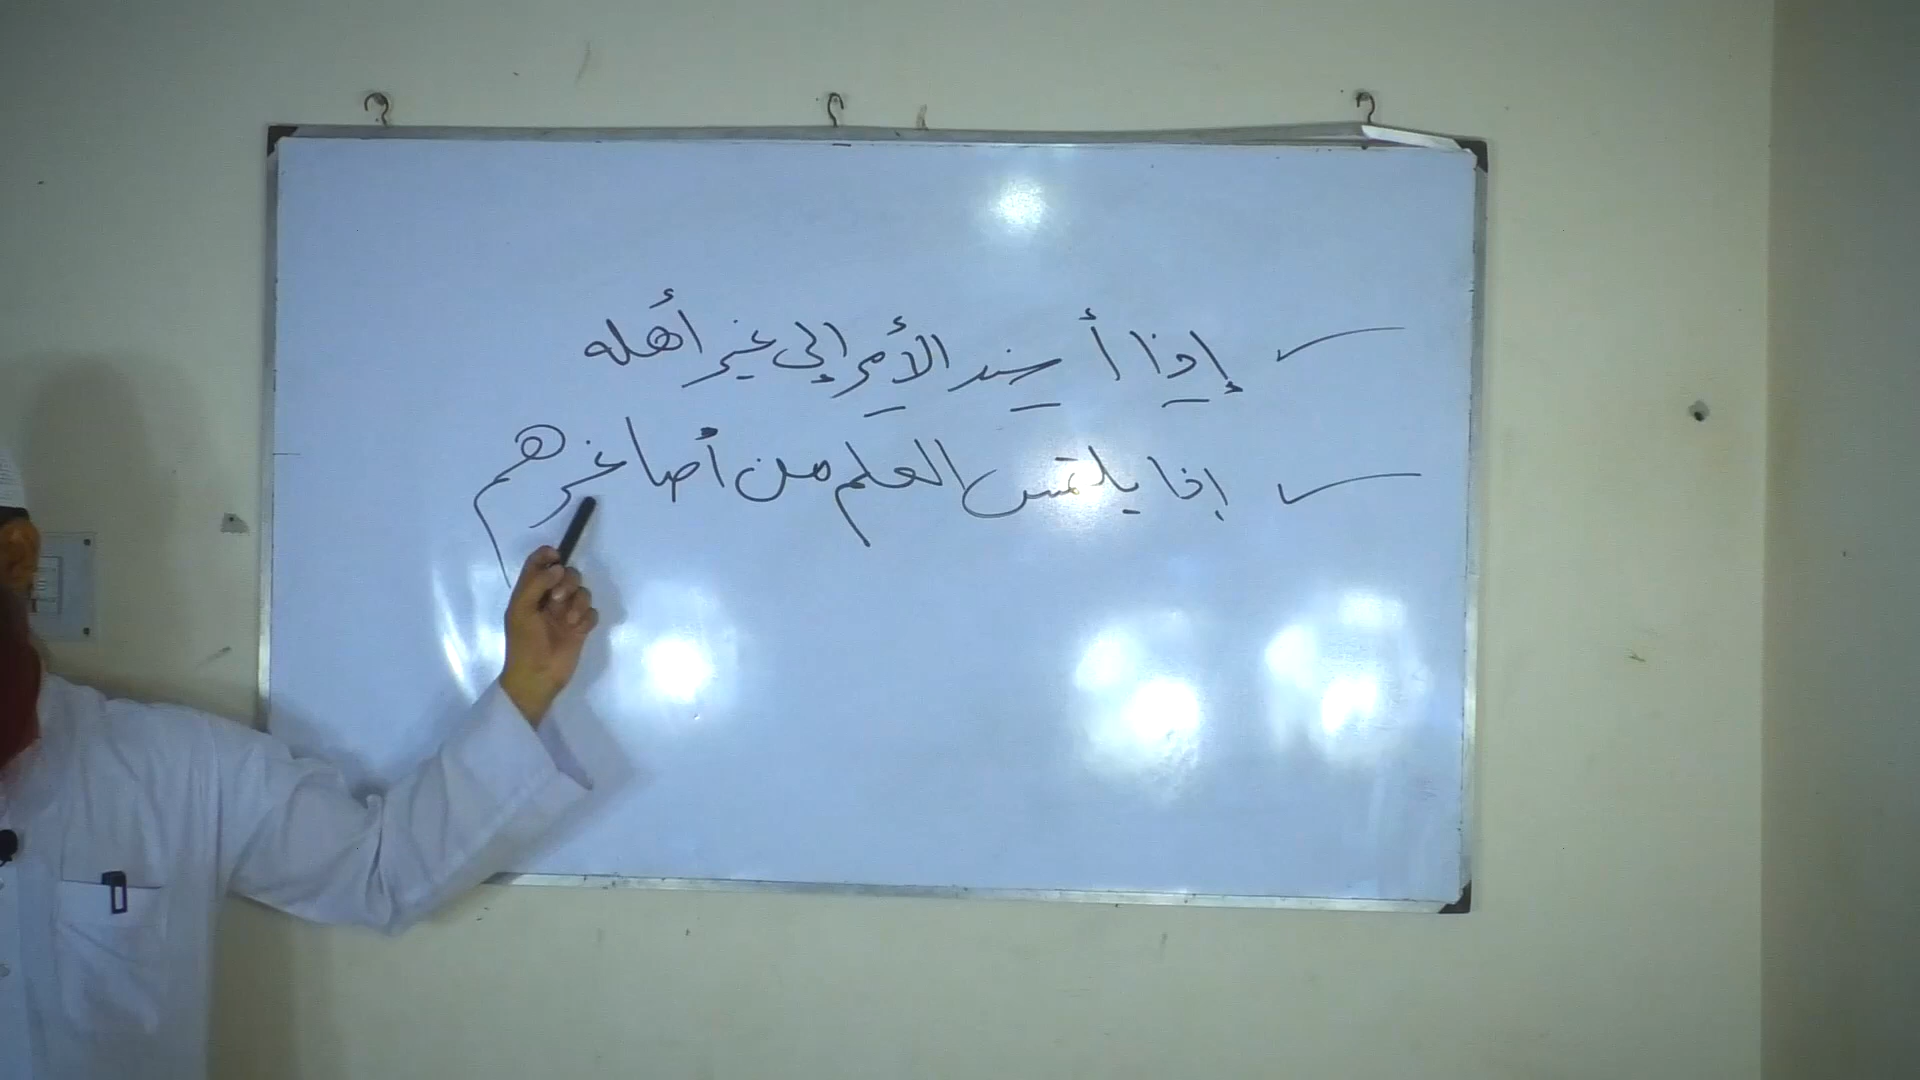 إذا أسند الأمر إلى غير أهله
إذا يلتمس العلم من أصاغرهم